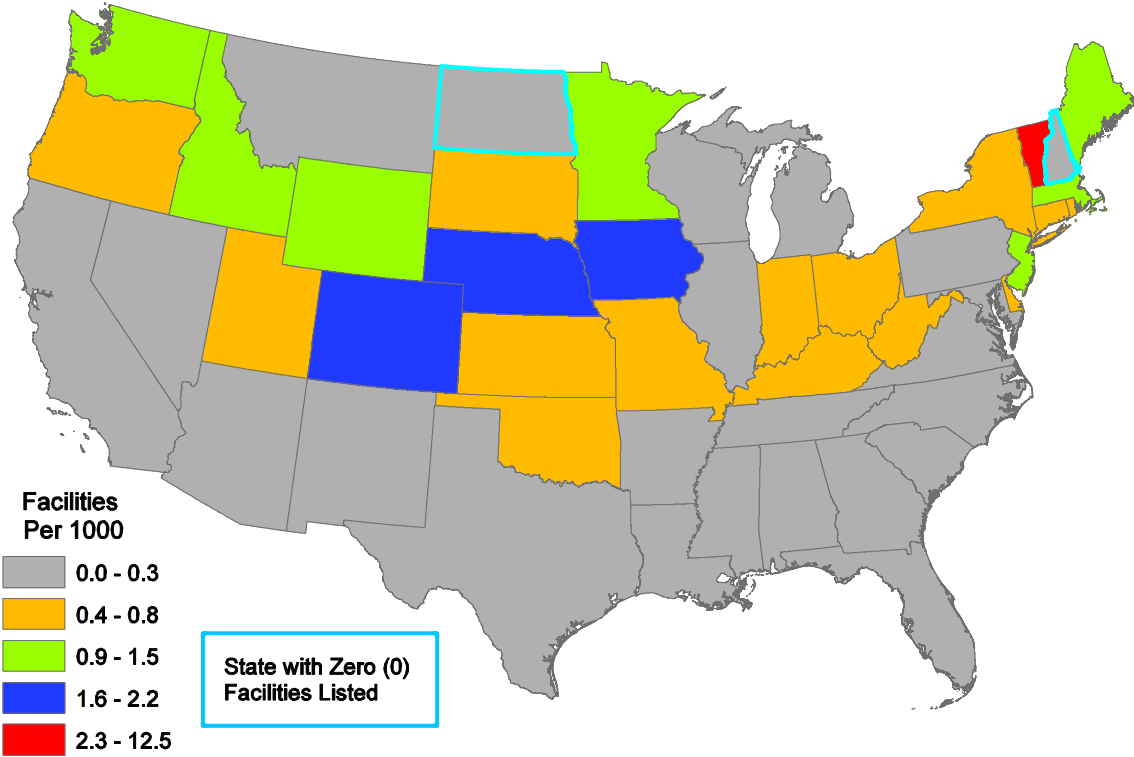 Facilities
Per 1000
0.0 - 0.3
0.4 - 0.8
0.9 - 1.5
1.6 - 2.2
2.3 - 12.5
State with Zero (0)
Facilities Listed